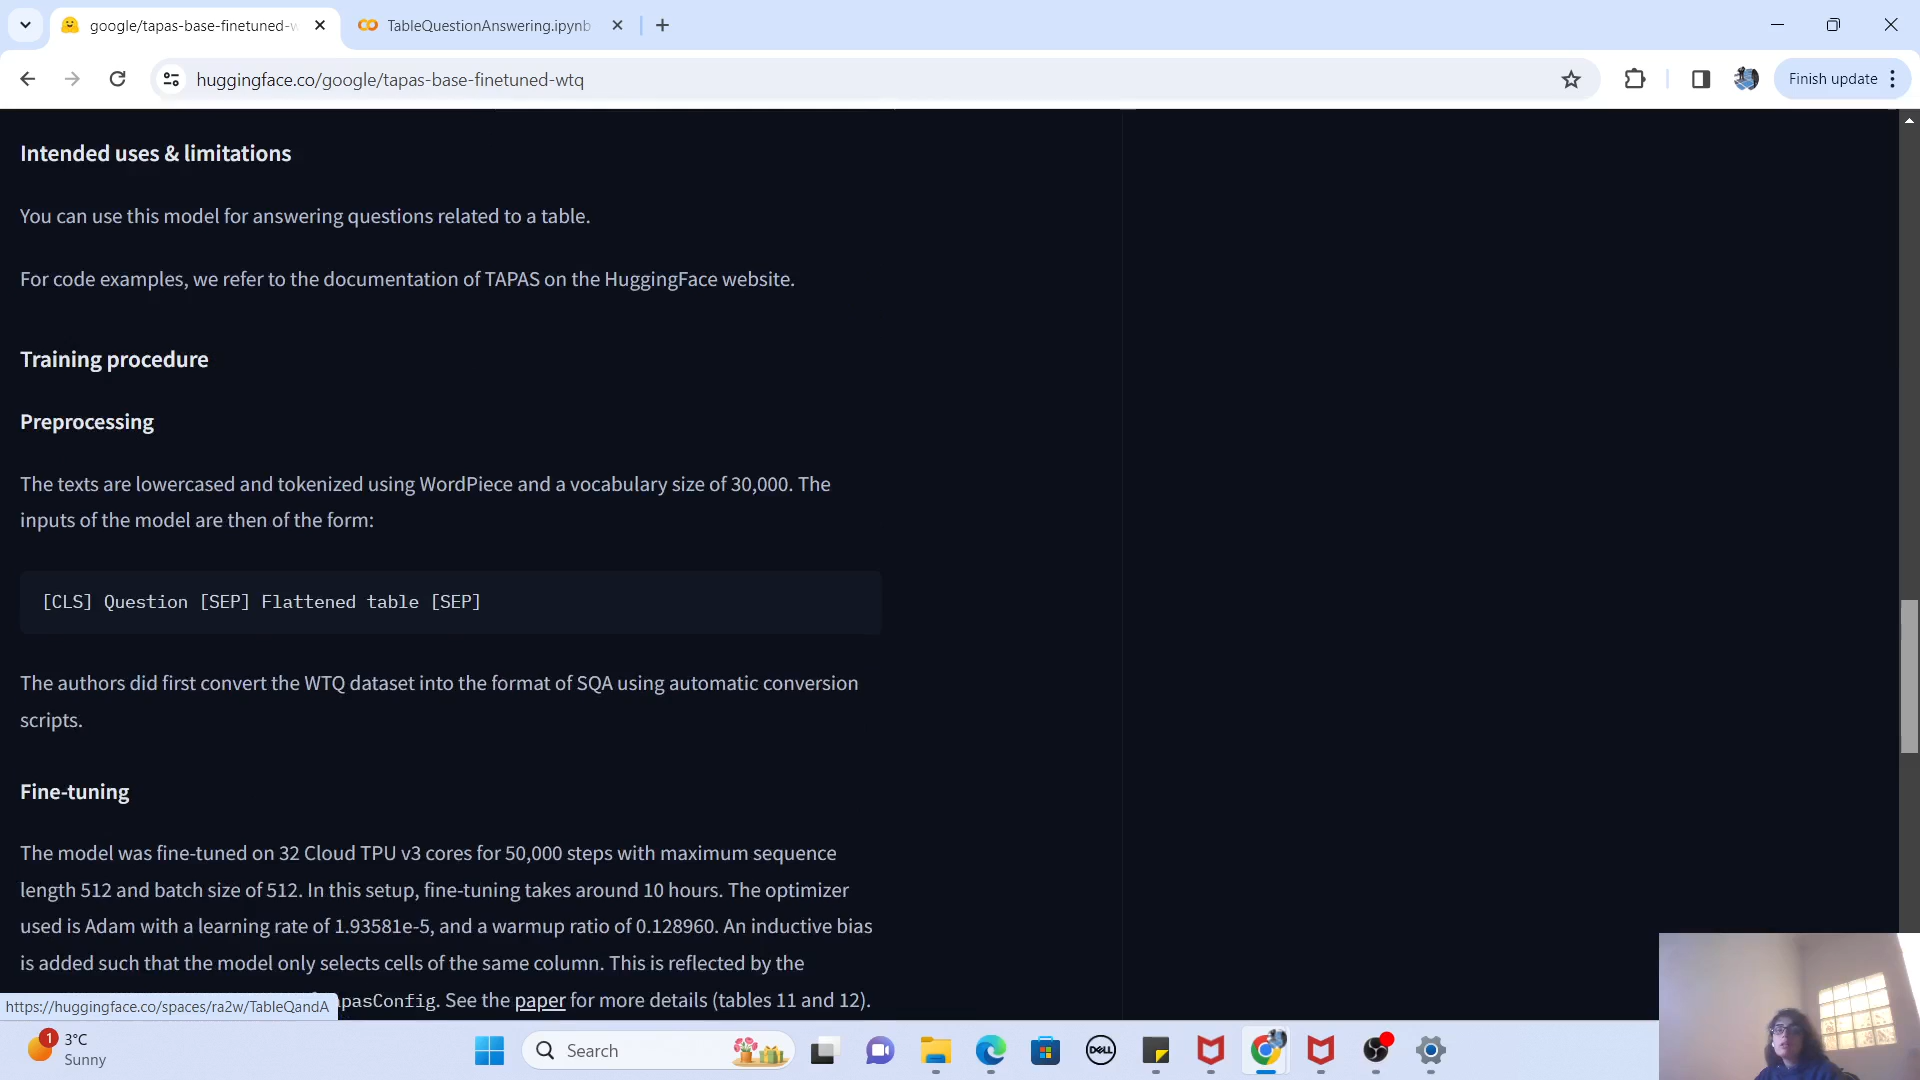 google/tapas-base-finetuned-w
TableQuestionAnswering.ipynb
huggingface.co/google/tapas-base-finetuned-wtq
Finish update
Intended uses & limitations
You can use this model for answering questions related to a table.
For code examples, we refer to the documentation of TAPAS on the HuggingFace website.
Training procedure
Preprocessing
The texts are lowercased and tokenized using WordPiece and a vocabulary size of 30,000. The
inputs of the model are then of the form:
[CLS] Question [SEP] Flattened table [SEP]
The authors did first convert the WTQ dataset into the format of SQA using automatic conversion
scripts.
Fine-tuning
The model was fine-tuned on 32 Cloud TPU v3 cores for 50,000 steps with maximum sequence
length 512 and batch size of 512. In this setup, fine-tuning takes around 10 hours. The optimizer
used is Adam with a learning rate of 1.93581e-5, and a warmup ratio of 0.128960. An inductive bias
is added such that the model only selects cells of the same column. This is reflected by the
apasConfig. See the paper for more details (tables 11 and 12).
https://huggingface.co/spaces/ra2w/TableQandA
1
3°C
Sunny
Search
DELL